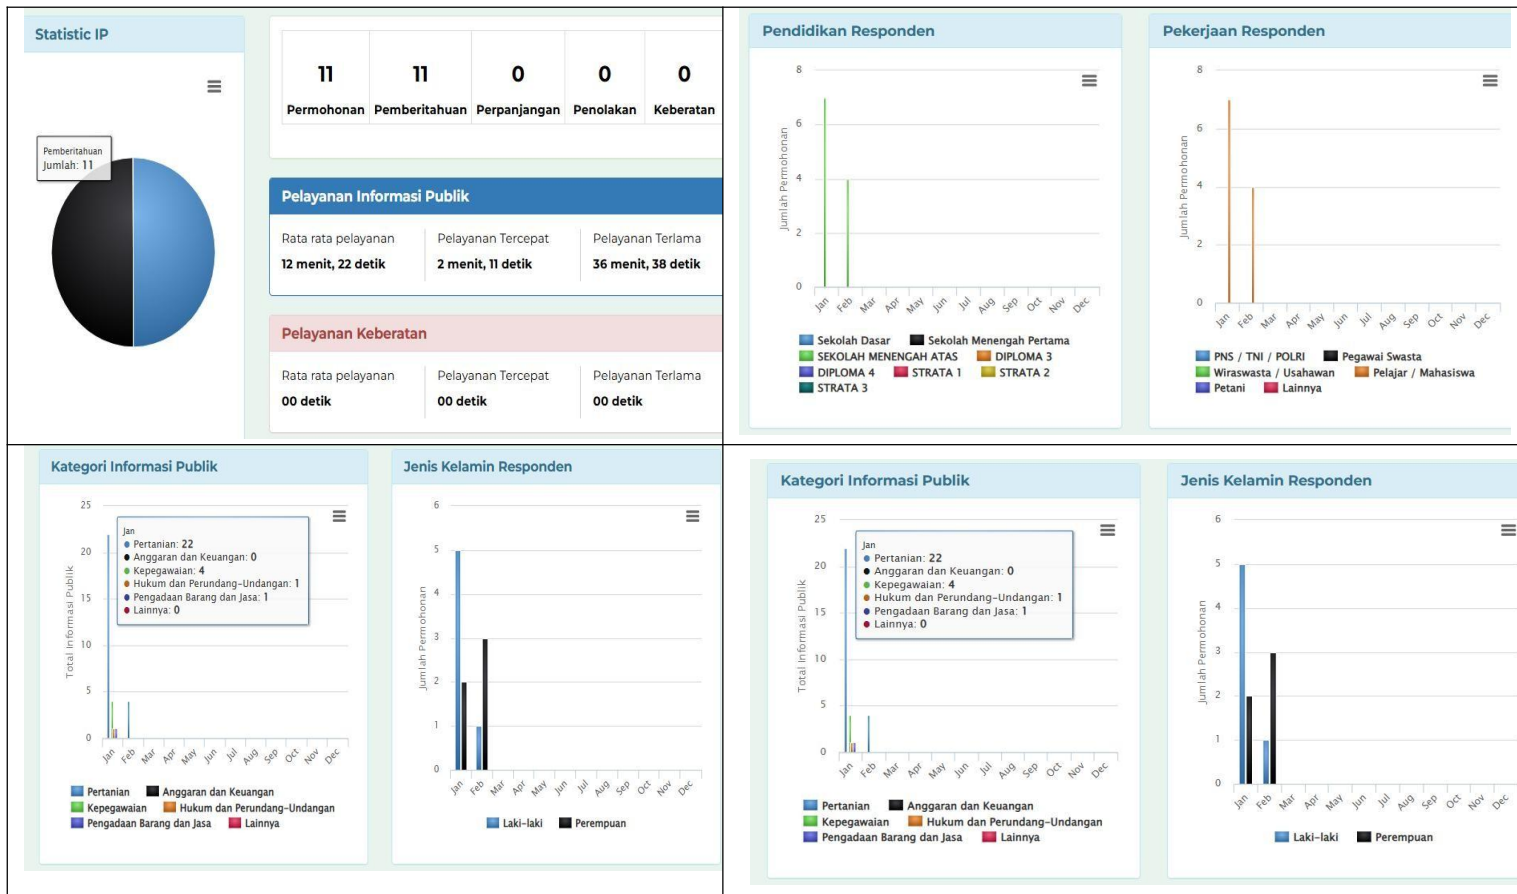 Statistic IP
Pemberitahuan
Jumlah: 11
11 11 0 0 0
Permohonan Pemberitahuan Perpanjangan Penolakan Keberatan
Pelayanan Informasi Publik
Rata rata pelayanan Pelayanan Tercepat Pelayanan Terlama
12 menit, 22 detik 2 menit, 11 detik 36 menit, 38 detik
Pelayanan Keberatan
Rata rata pelayanan Pelayanan Tercepat Pelayanan Terlama
00 detik 00 detik 00 detik
Pendidikan Responden
Jumlah Permohonan
8
6
4
2
0
Jan Feb Mar Apr May Jun Jul Aug Sep Oct Nov Dec
Sekolah Dasar Sekolah Menengah Pertama
SEKOLAH MENENGAH ATAS DIPLOMA 3
DIPLOMA 4 STRATA 1 STRATA 2
STRATA 3
Pekerjaan Responden
Jumlah Permohonan
8
6
4
2
0
Jan Feb Mar Apr May Jun Jul Aug Sep Oct Nov Dec
PNS / TNI / POLRI Pegawai Swasta
Wiraswasta / Usahawan Pelajar / Mahasiswa
Petani Lainnya
Kategori Informasi Publik
Total Informasi Publik
25
20
15
10
5
0
Jan
Pertanian: 22
Anggaran dan Keuangan: 0
Kepegawaian: 4
Hukum dan Perundang-Undangan: 1
Pengadaan Barang dan Jasa: 1
Lainnya: 0
Jan Feb Mar Apr May Jun Jul Aug Sep Oct Nov Dec
Pertanian Anggaran dan Keuangan
Kepegawaian Hukum dan Perundang-Undangan
Pengadaan Barang dan Jasa Lainnya
Jenis Kelamin Responden
Jumlah Permohonan
6
5
4
3
2
1
0
Jan Feb Mar Apr May Jun Jul Aug Sep Oct Nov Dec
Laki-laki Perempuan
Kategori Informasi Publik
Total Informasi Publik
25
20
15
10
5
0
Jan
Pertanian: 22
Anggaran dan Keuangan: 0
Kepegawaian: 4
Hukum dan Perundang-Undangan: 1
Pengadaan Barang dan Jasa: 1
Lainnya: 0
Jan Feb Mar Apr May Jun Jul Aug Sep Oct Nov Dec
Pertanian Anggaran dan Keuangan
Kepegawaian Hukum dan Perundang-Undangan
Pengadaan Barang dan Jasa Lainnya
Jenis Kelamin Responden
Jumlah Permohonan
6
5
4
3
2
1
0
Jan Feb Mar Apr May Jun Jul Aug Sep Oct Nov Dec
Laki-laki Perempuan